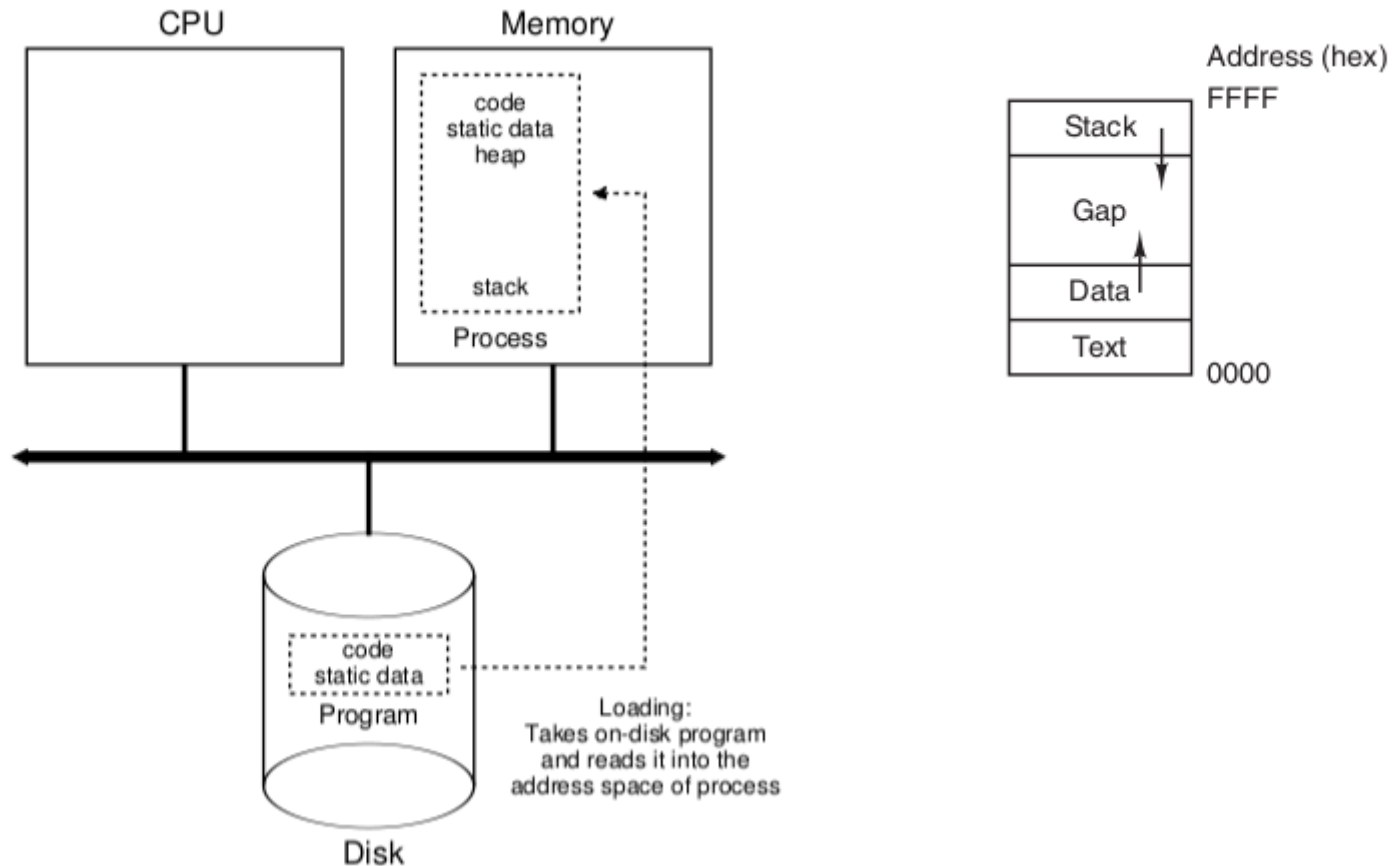 CPU
Memory
code
static data
heap
stack
Process
code
static data
Program
Loading:
Takes on-disk program
and reads it into the
address space of process
Disk
Address (hex)
FFFF
Stack
Gap
Data
Text
0000